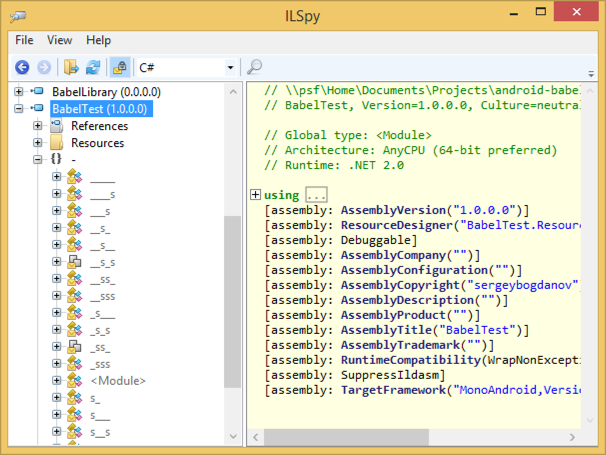 ILSpy
File View Help
C#
BabelLibrary (0.0.0.0)
BabelTest (1.0.0.0)
References
Resources
{} -
_____
____s
___s
__s_
__s__
__s_s
__ss_
__sss
_s___
_s_s
_ss_
_sss
<Module>
s_
s___
s__s
// \\psf\Home\Documents\Projects\android-babel
// BabelTest, Version=1.0.0.0, Culture=neutral
// Global type: <Module>
// Architecture: AnyCPU (64-bit preferred)
// Runtime: .NET 2.0
using ...
[assembly: AssemblyVersion("1.0.0.0")]
[assembly: ResourceDesigner("BabelTest.Resour
[assembly: Debuggable]
[assembly: AssemblyCompany("")]
[assembly: AssemblyConfiguration("")]
[assembly: AssemblyCopyright("sergeybogdanov"
[assembly: AssemblyDescription("")]
[assembly: AssemblyProduct("")]
[assembly: AssemblyTitle("BabelTest")]
[assembly: AssemblyTrademark("")]
[assembly: RuntimeCompatibility(WrapNonExcepti
[assembly: SuppressIldasm]
[assembly: TargetFramework("MonoAndroid,Versio